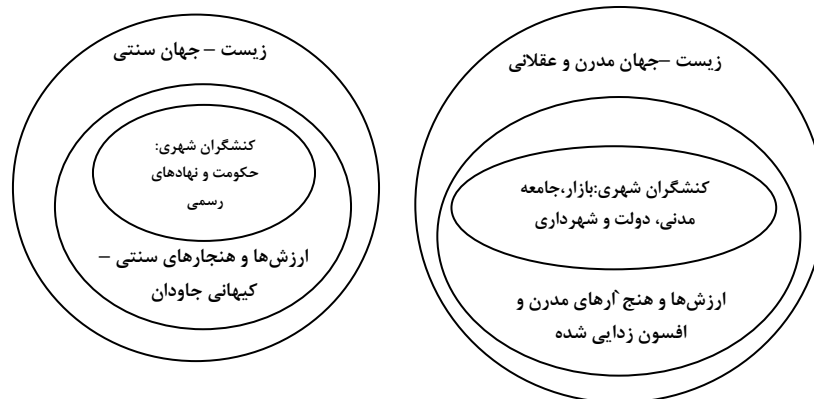 زیست – جهان مدرن و عقلانی
کنشگران شهری:بازار،جامعه
مدنی، دولت و شهرداری
ارزش‌ها و هنج`آرهای مدرن و
افسون زدایی شده
زیست – جهان سنتی
کنشگران شهری:
حکومت و نهادهای
رسمی
ارزش‌ها و هنجارهای سنتی –
کیهانی جاودان